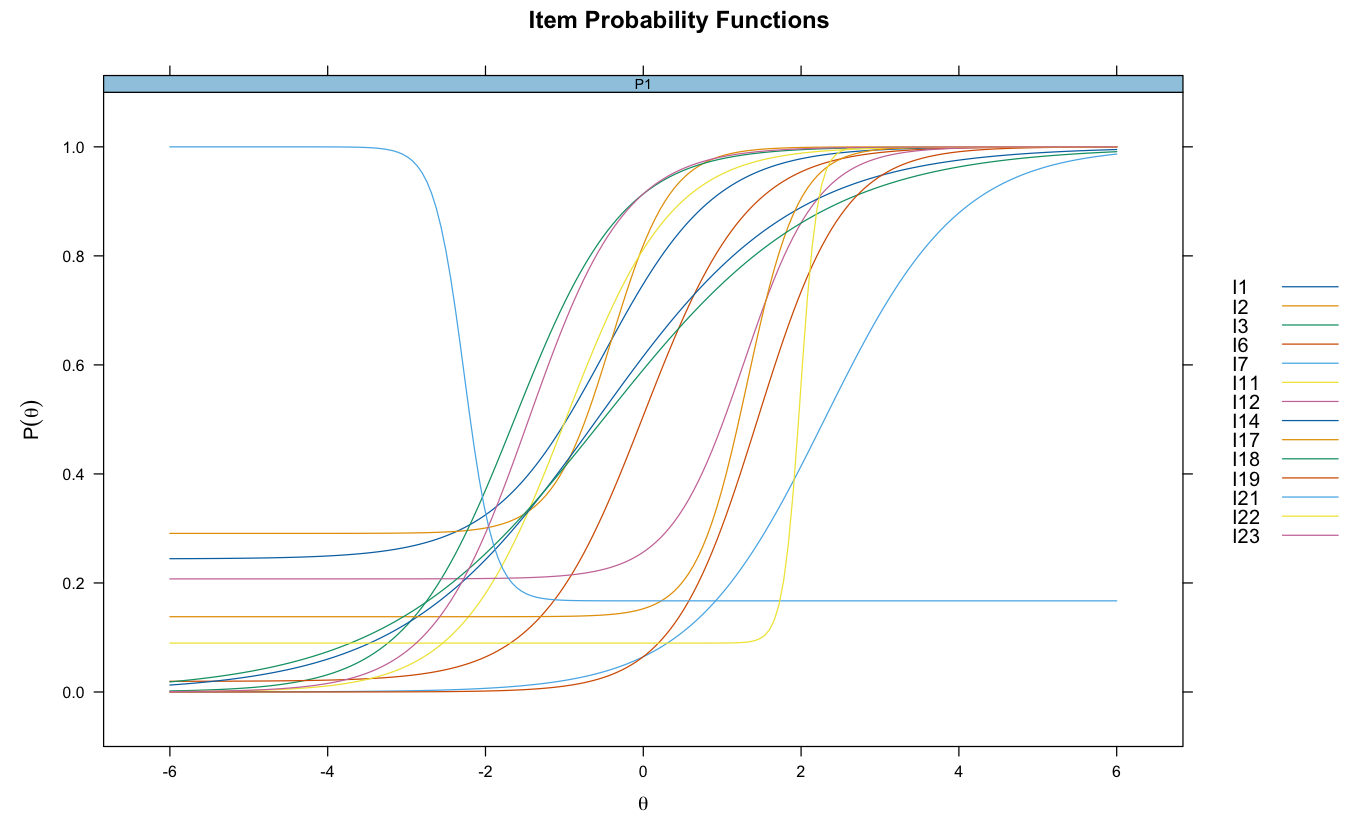 Item Probability Functions
P1
1.0
0.8
0.6
0.4
0.2
0.0
P(θ)
-6 -4 -2 0 2 4 6
θ
I1
I2
I3
I6
I7
I11
I12
I14
I17
I18
I19
I21
I22
I23